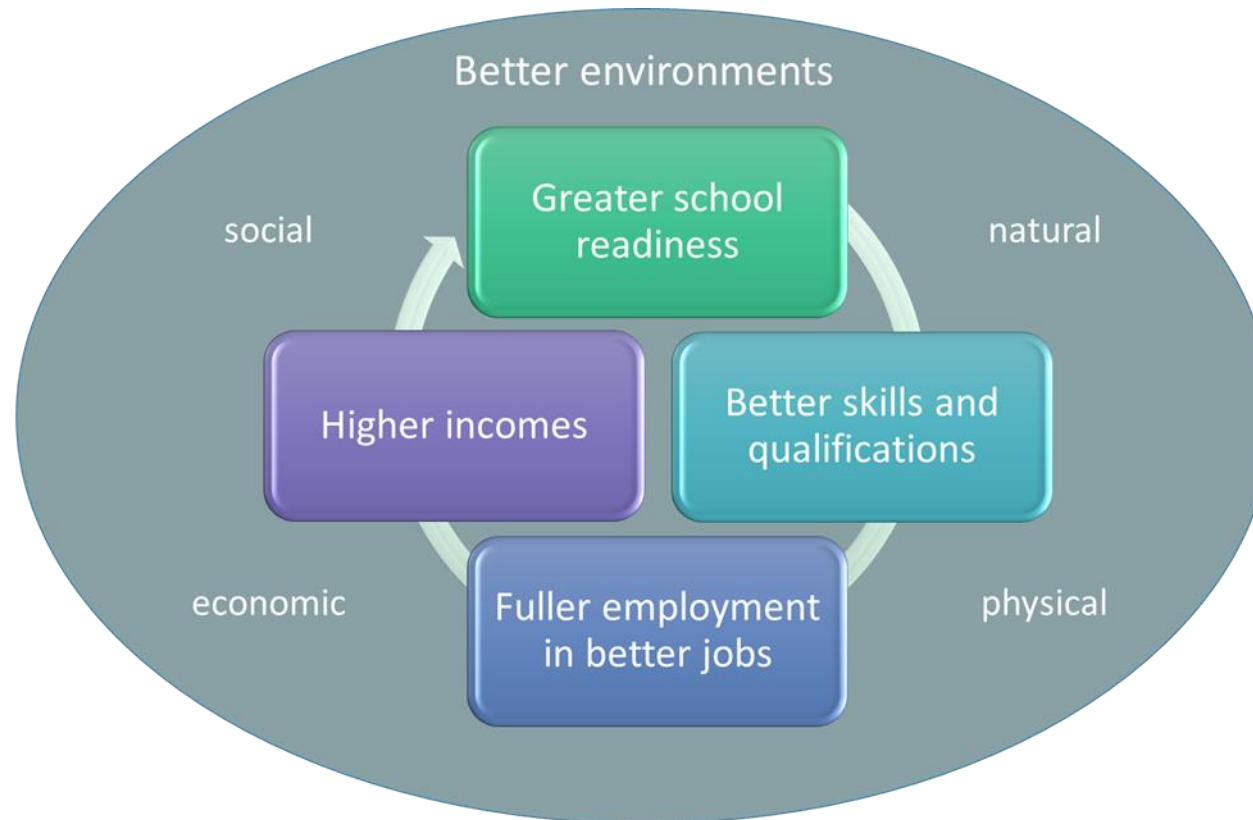 Better environments
Greater school
readiness
social
natural
Higher incomes
Better skills and
qualifications
economic
physical
Fuller employment
in better jobs